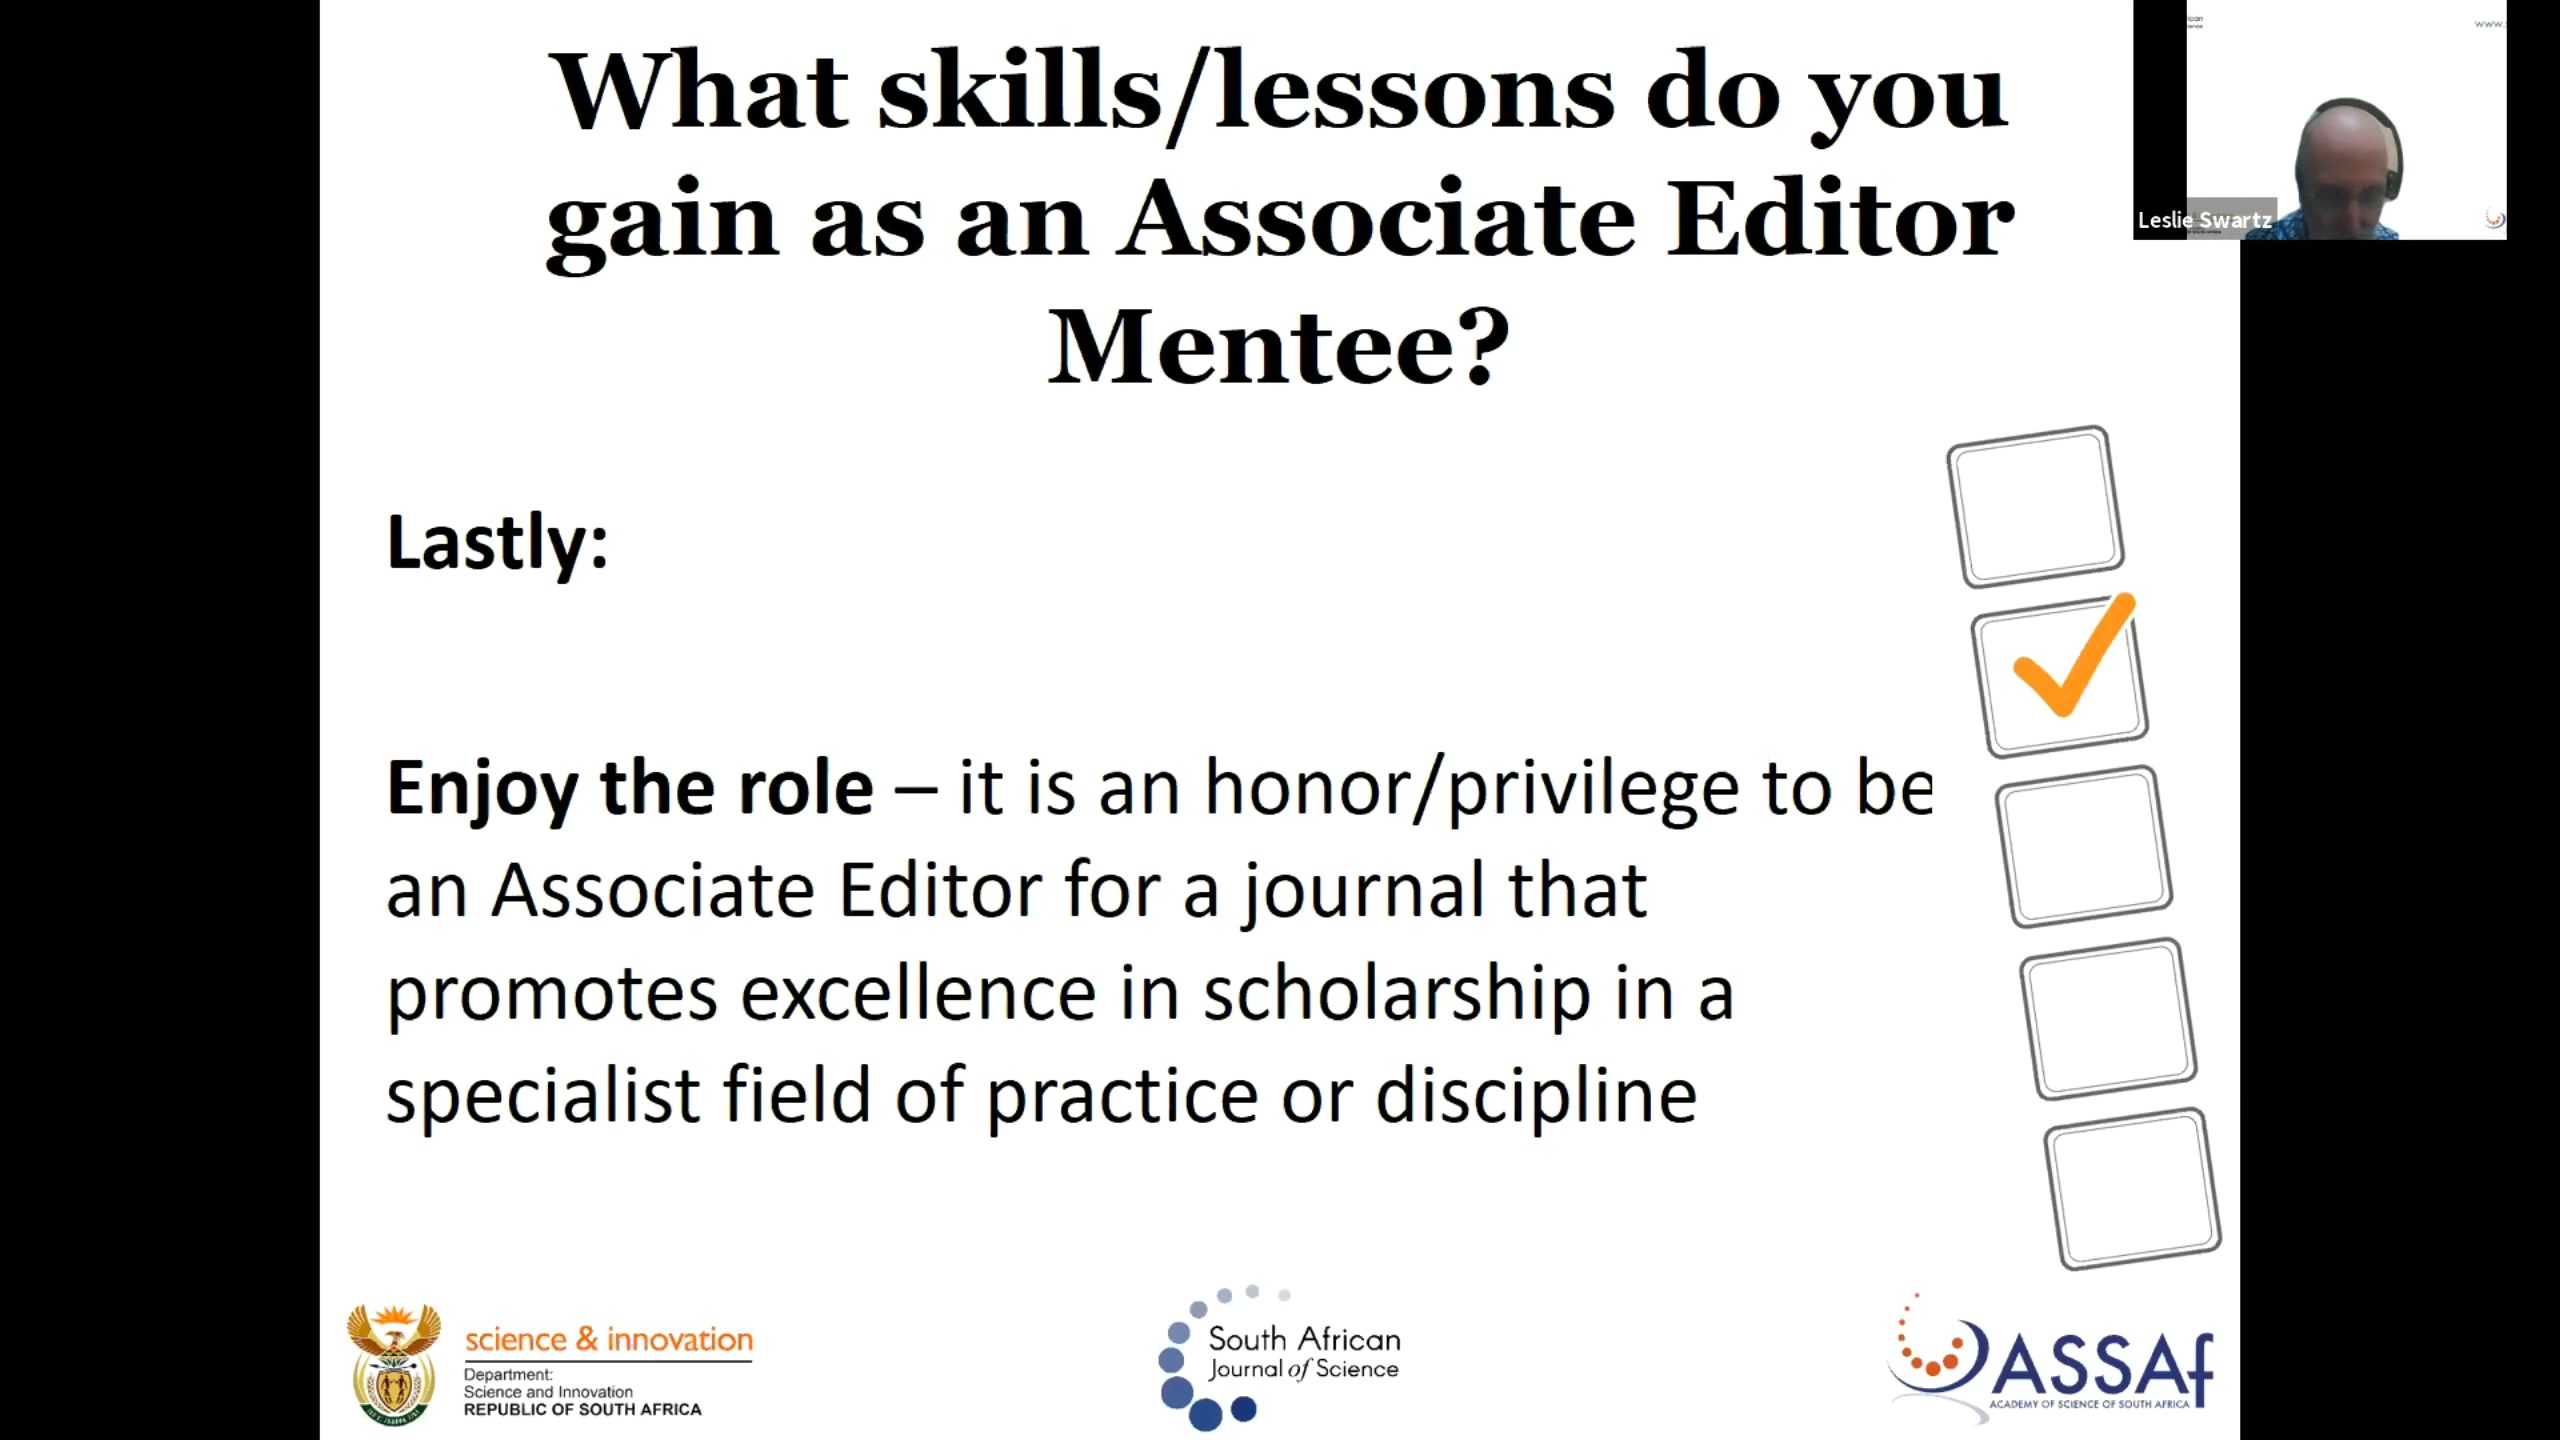 What skills/lessons do you
gain as an Associate Editor
Mentee?
www.
Leslie Swartz
Lastly:
Enjoy the role – it is an honor/privilege to be
an Associate Editor for a journal that
promotes excellence in scholarship in a
specialist field of practice or discipline
science & innovation
Department:
Science and Innovation
REPUBLIC OF SOUTH AFRICA
South African
Journal of Science
ASSAf
ACADEMY OF SCIENCE OF SOUTH AFRICA